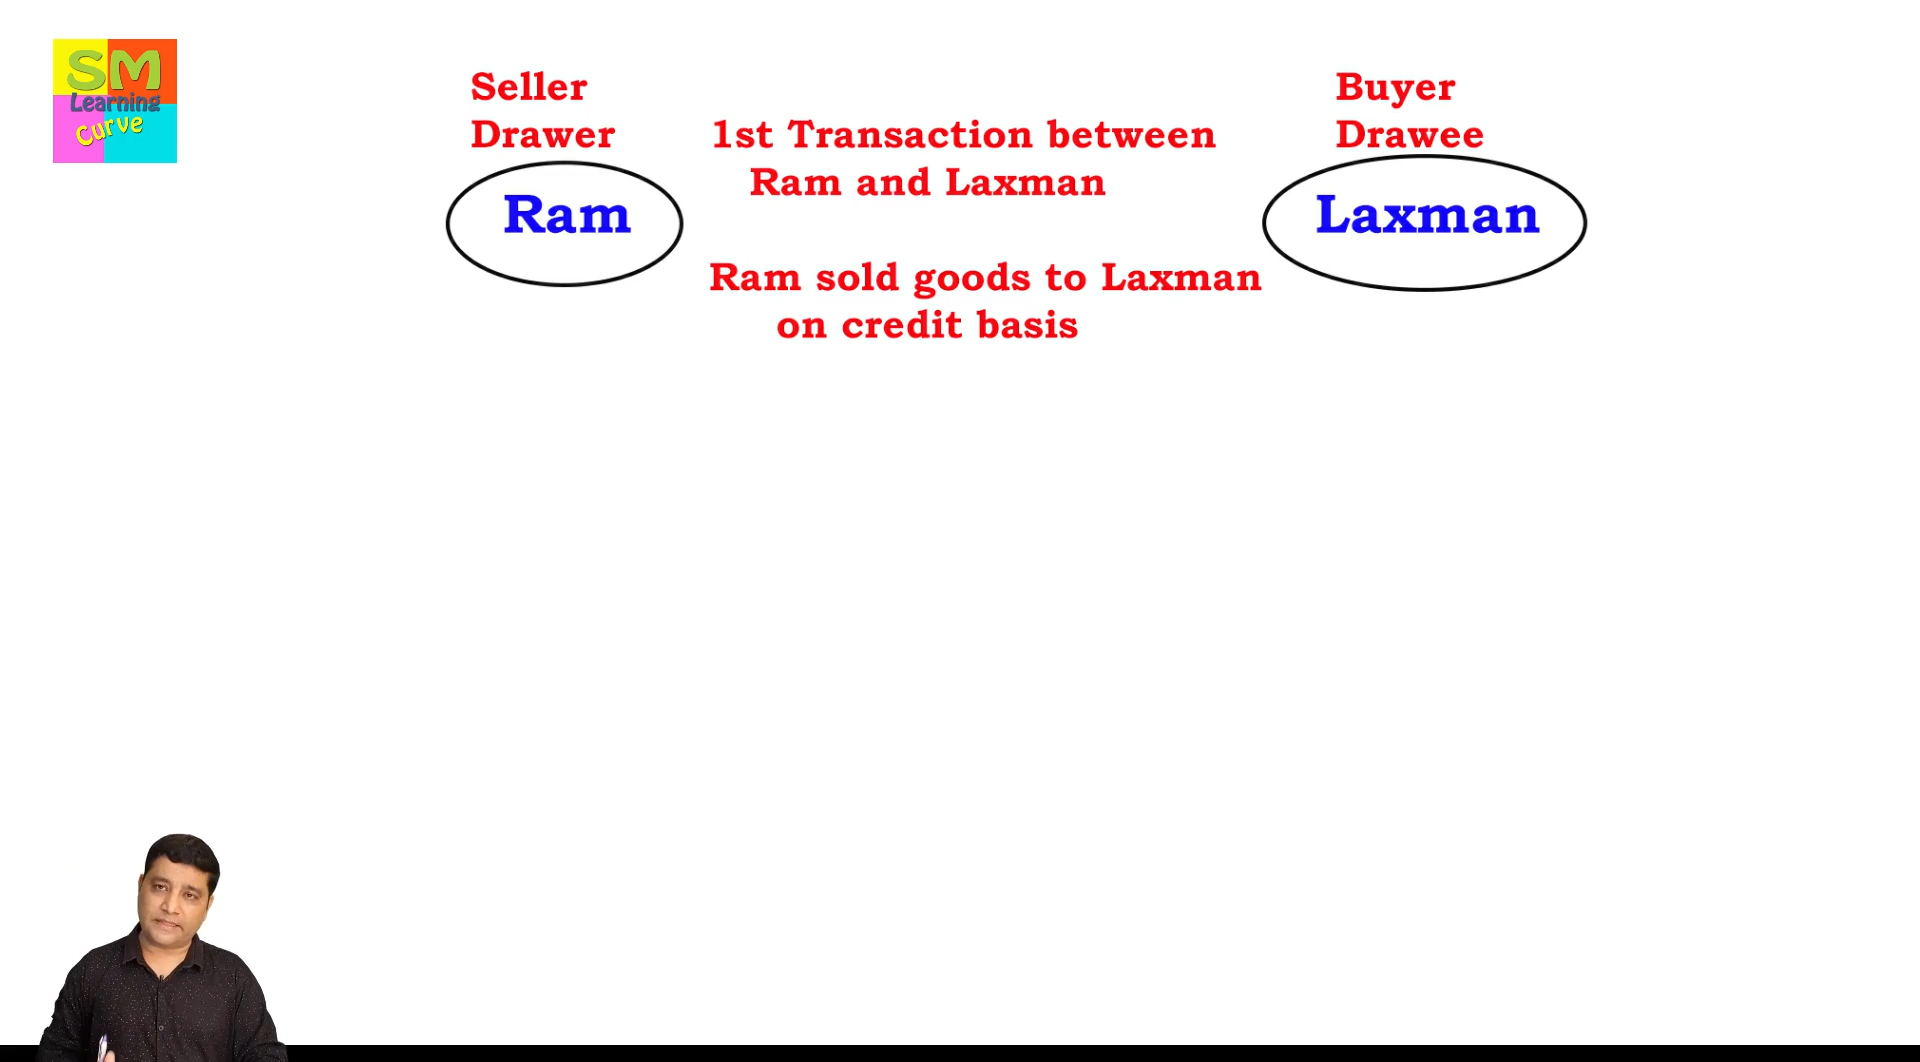 SM
Learning
Curve
Seller
Drawer
Ram
1st Transaction between
Ram and Laxman
Ram sold goods to Laxman
on credit basis
Buyer
Drawee
Laxman